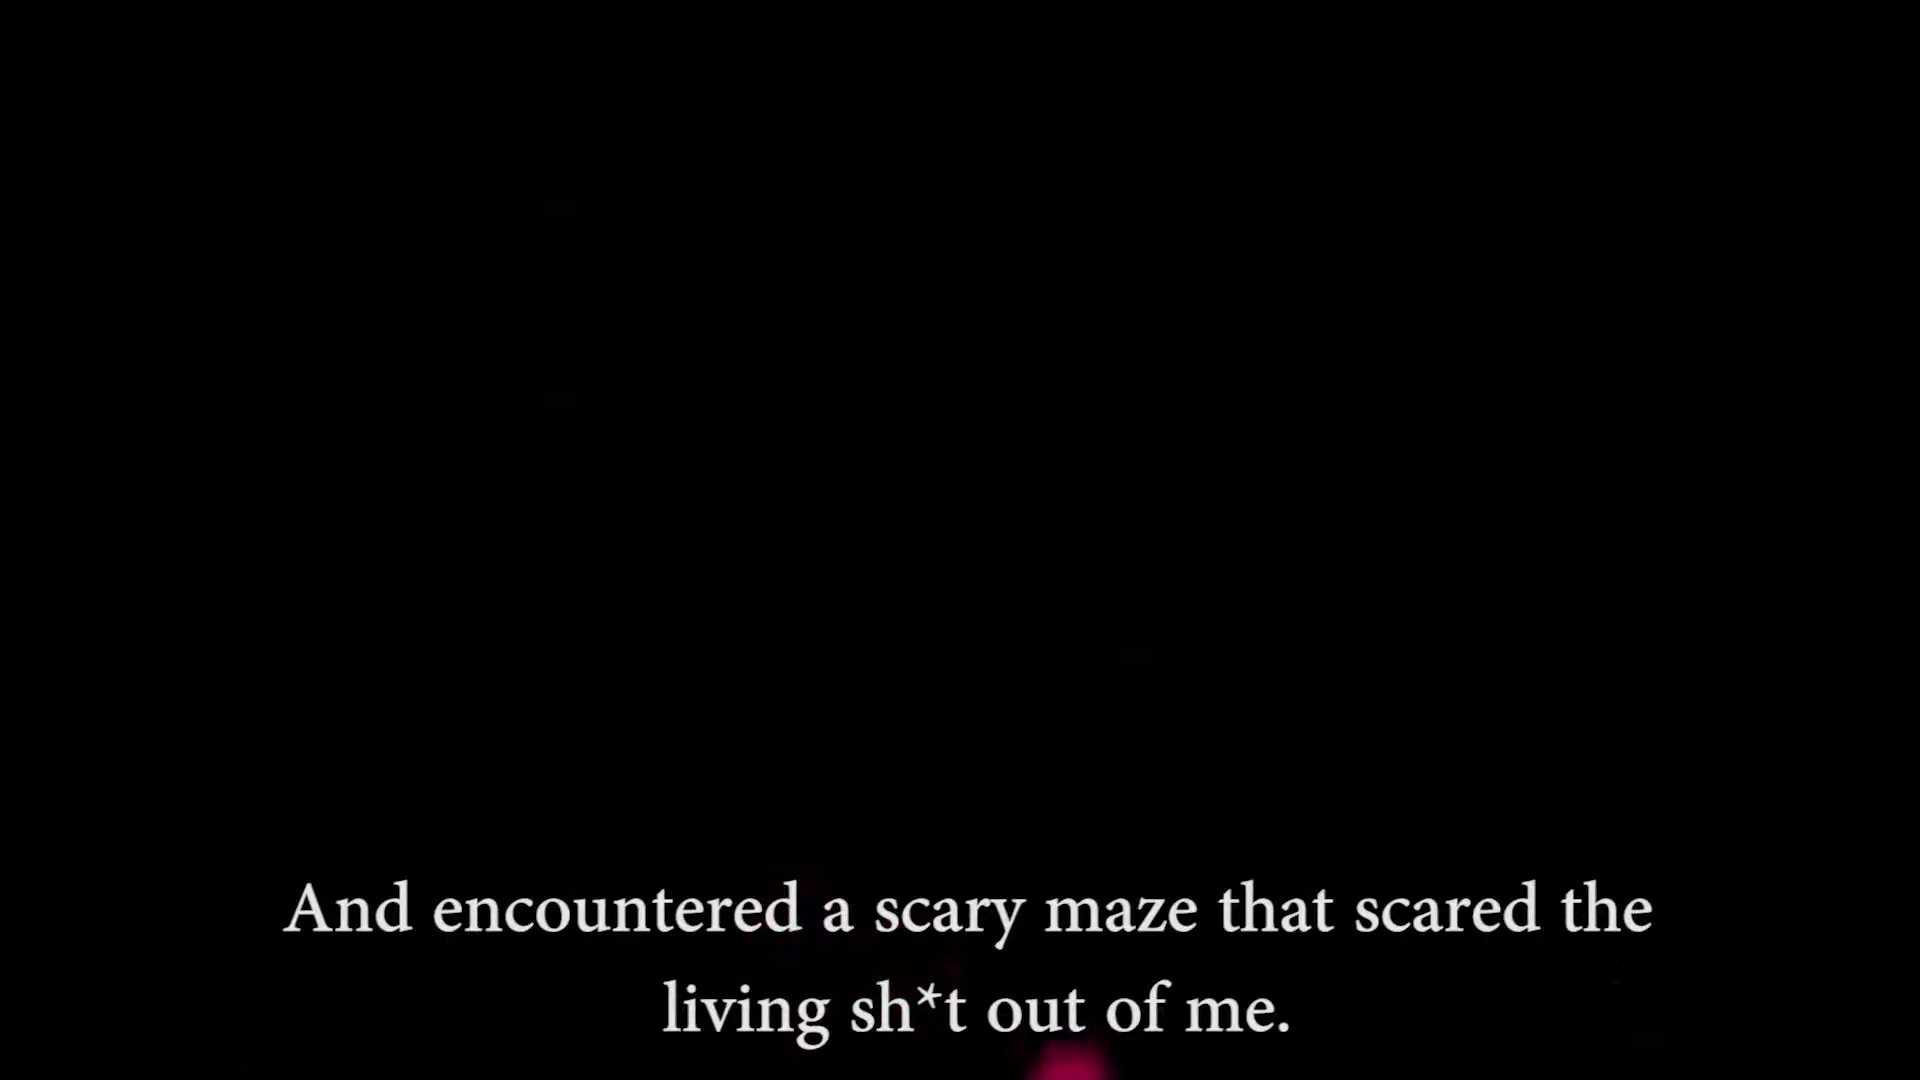 And encountered a scary maze that scared the
living sh*t out of me.